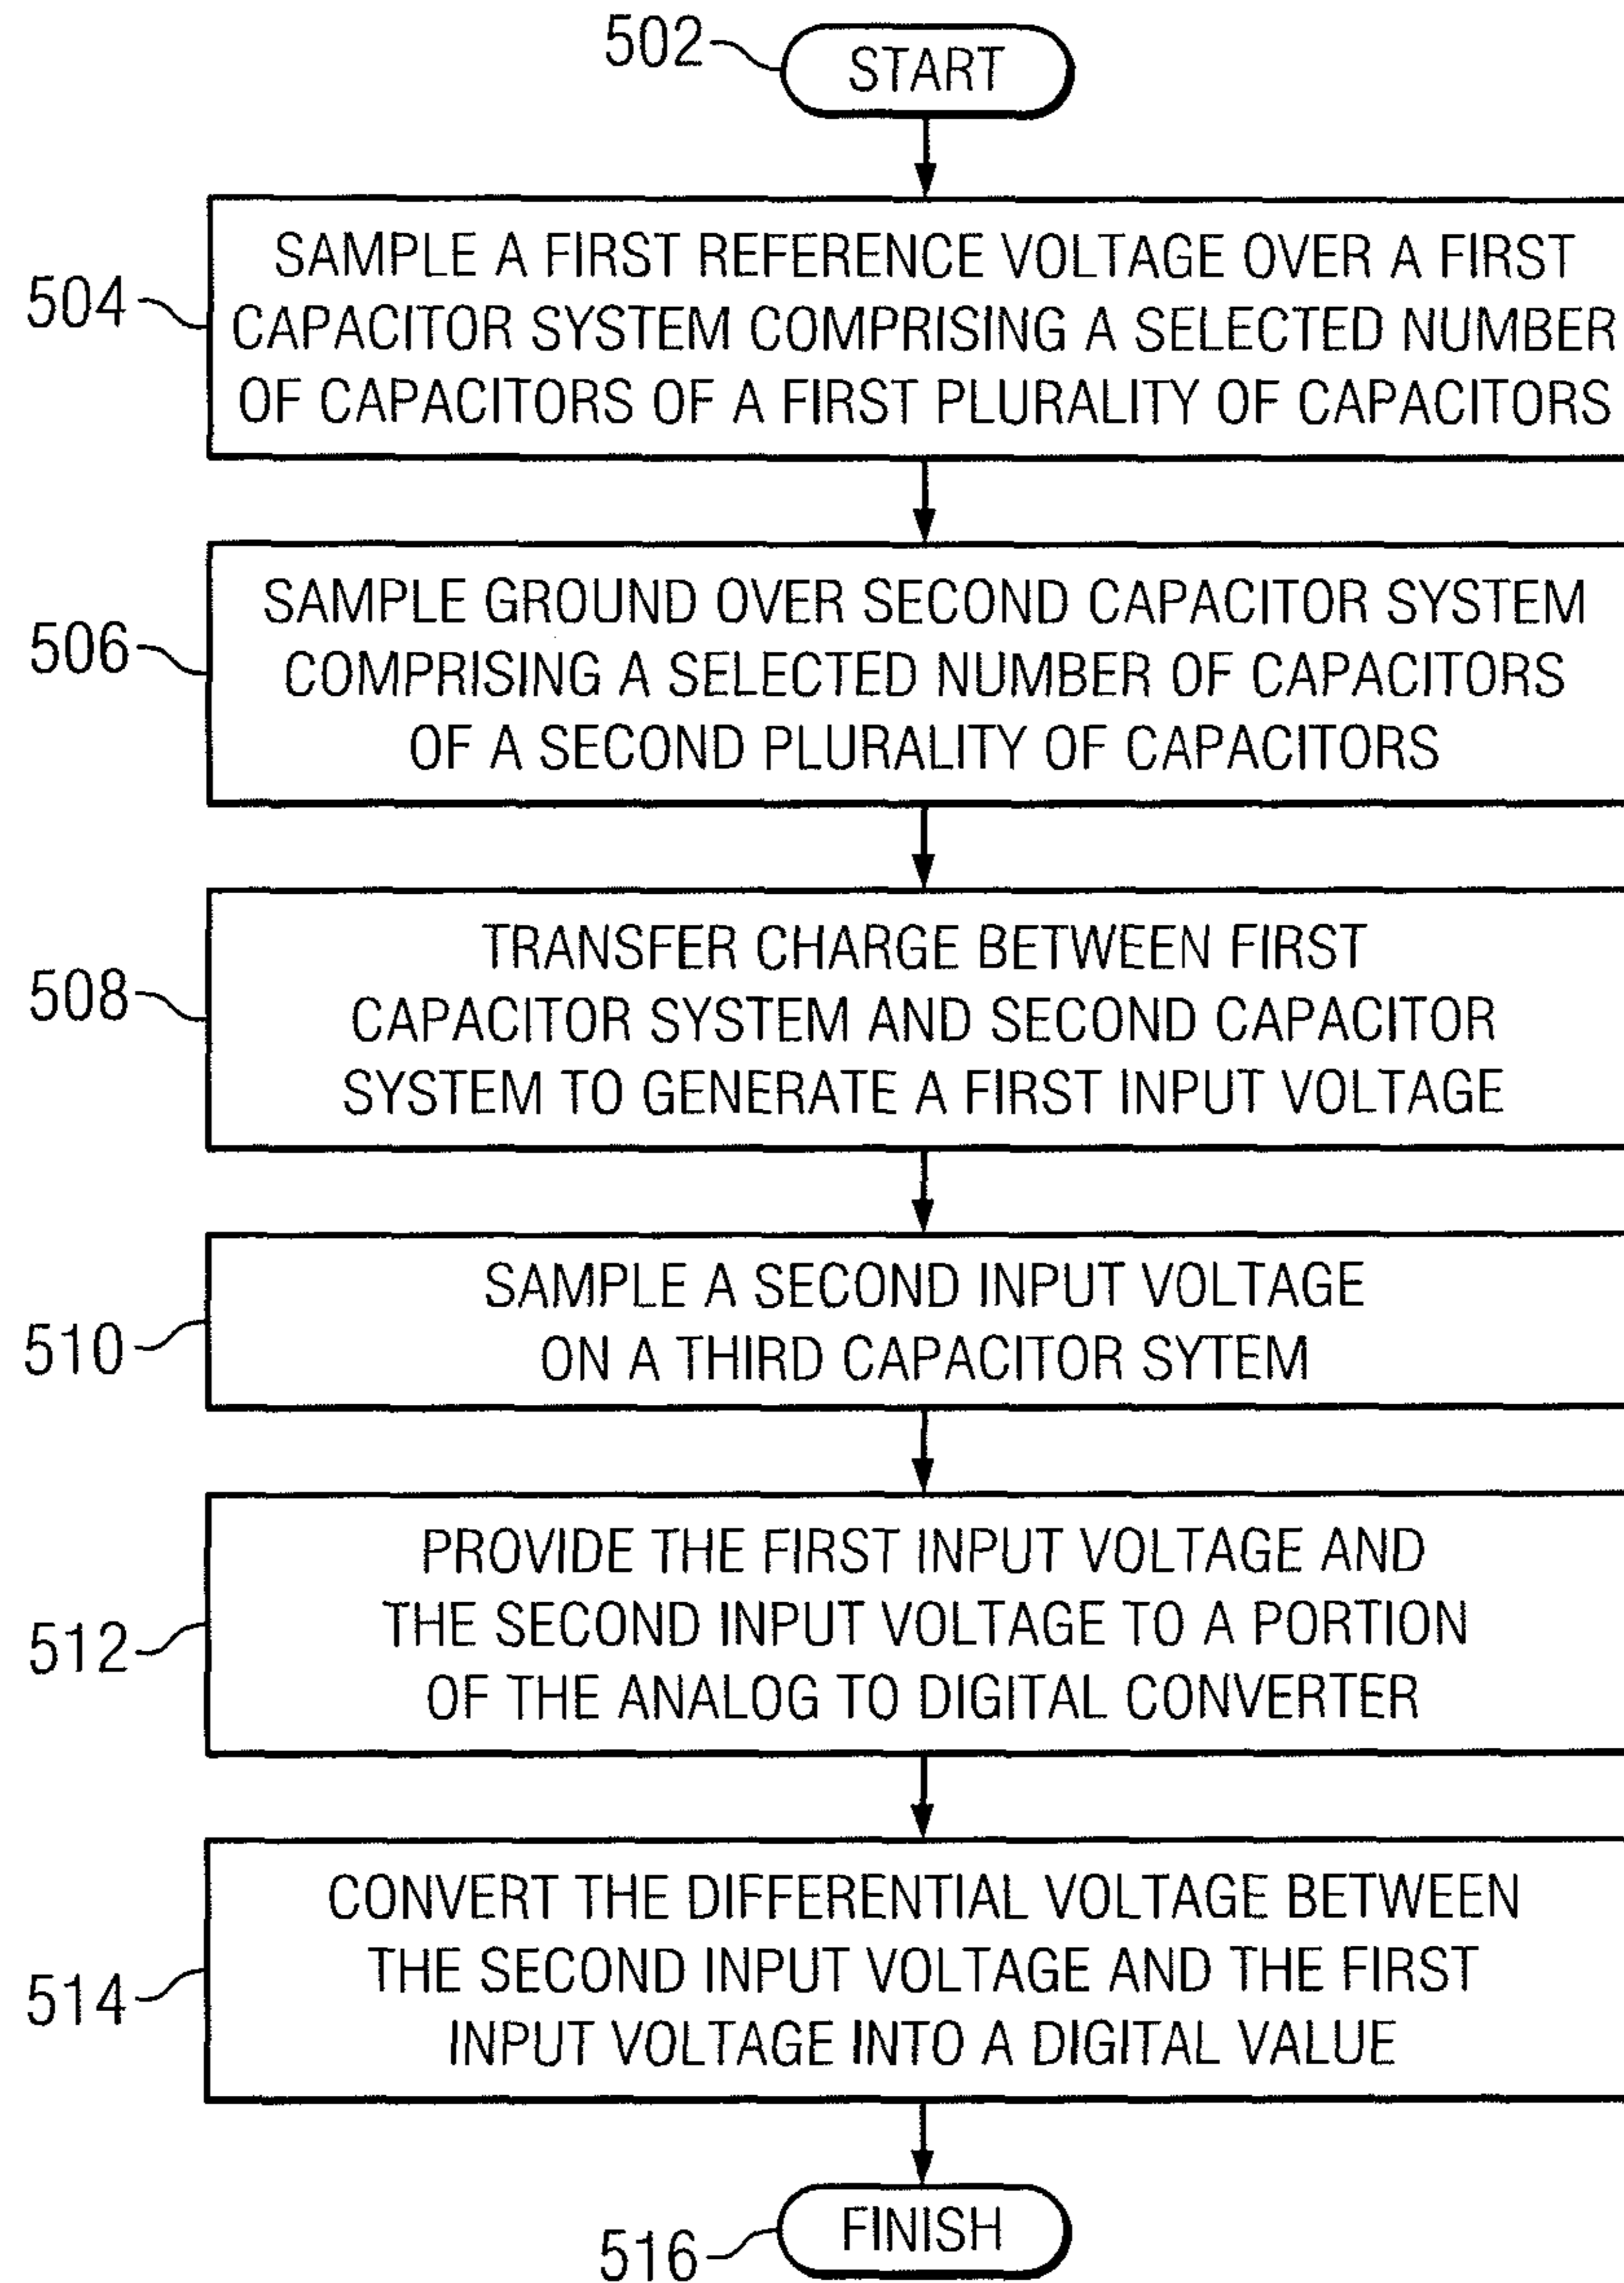 502
START
504
SAMPLE A FIRST REFERENCE VOLTAGE OVER A FIRST
CAPACITOR SYSTEM COMPRISING A SELECTED NUMBER
OF CAPACITORS OF A FIRST PLURALITY OF CAPACITORS
506
SAMPLE GROUND OVER SECOND CAPACITOR SYSTEM
COMPRISING A SELECTED NUMBER OF CAPACITORS
OF A SECOND PLURALITY OF CAPACITORS
508
TRANSFER CHARGE BETWEEN FIRST
CAPACITOR SYSTEM AND SECOND CAPACITOR
SYSTEM TO GENERATE A FIRST INPUT VOLTAGE
510
SAMPLE A SECOND INPUT VOLTAGE
ON A THIRD CAPACITOR SYTEM
512
PROVIDE THE FIRST INPUT VOLTAGE AND
THE SECOND INPUT VOLTAGE TO A PORTION
OF THE ANALOG TO DIGITAL CONVERTER
514
CONVERT THE DIFFERENTIAL VOLTAGE BETWEEN
THE SECOND INPUT VOLTAGE AND THE FIRST
INPUT VOLTAGE INTO A DIGITAL VALUE
516
FINISH